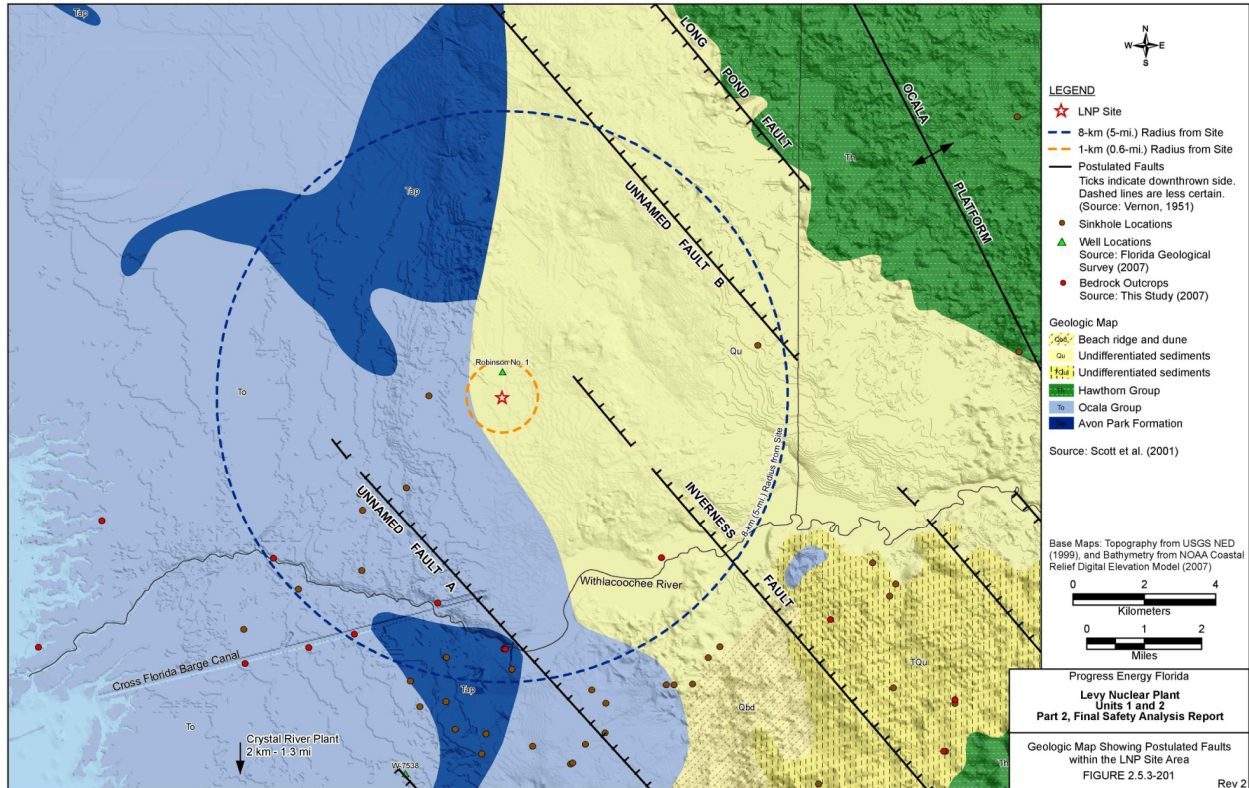 Tap
LONG
POND
FAULT
OCALA
PLATFORM
Th
Tap
UNNAMED
FAULT
B
Robinson No. 1
Qu
To
8-km (5-mi.) Radius from Site
UNNAMED
FAULT
A
INVERNESS
FAULT
Withlacoochee River
Cross Florida Barge Canal
TQui
Tap
Qbd
To
Crystal River Plant
2 km - 1.3 mi
W-7538
Th
N
W E
S
LEGEND
LNP Site
8-km (5-mi.) Radius from Site
1-km (0.6-mi.) Radius from Site
Postulated Faults
Ticks indicate downthrown side.
Dashed lines are less certain.
(Source: Vernon, 1951)
Sinkhole Locations
Well Locations
Source: Florida Geological
Survey (2007)
Bedrock Outcrops
Source: This Study (2007)
Geologic Map
Qbd Beach ridge and dune
Qu Undifferentiated sediments
TQui Undifferentiated sediments
Th Hawthorn Group
To Ocala Group
Avon Park Formation
Source: Scott et al. (2001)
Base Maps: Topography from USGS NED
(1999), and Bathymetry from NOAA Coastal
Relief Digital Elevation Model (2007)
0 2 4
Kilometers
0 1 2
Miles
Progress Energy Florida
Levy Nuclear Plant
Units 1 and 2
Part 2, Final Safety Analysis Report
Geologic Map Showing Postulated Faults
within the LNP Site Area
FIGURE 2.5.3-201
Rev 2